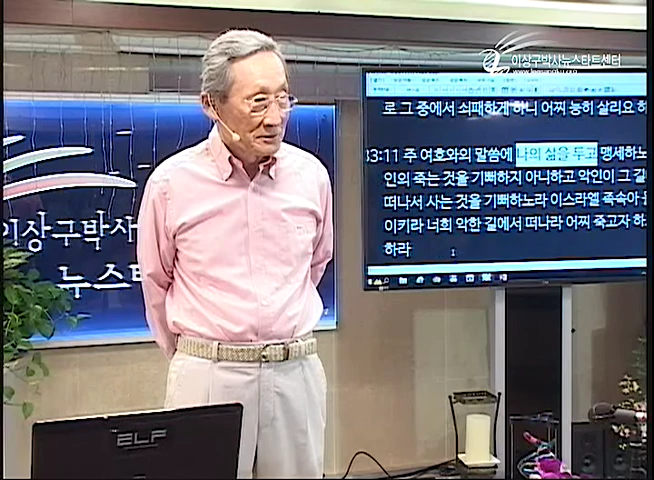 이상구박사뉴스타트센터
www.leesangku.org
로 그 중에서 쇠패하게 하니 어찌 능히 살리요 하
33:11 주 여호와의 말씀에 나의 삶을 두고 맹세하노
인의 죽는 것을 기뻐하지 아니하고 악인이 그 길
떠나서 사는 것을 기뻐하노라 이스라엘 족속아
이키라 너희 악한 길에서 떠나라 어찌 죽고자 하
하라
이상구박사
뉴스타트
ELF